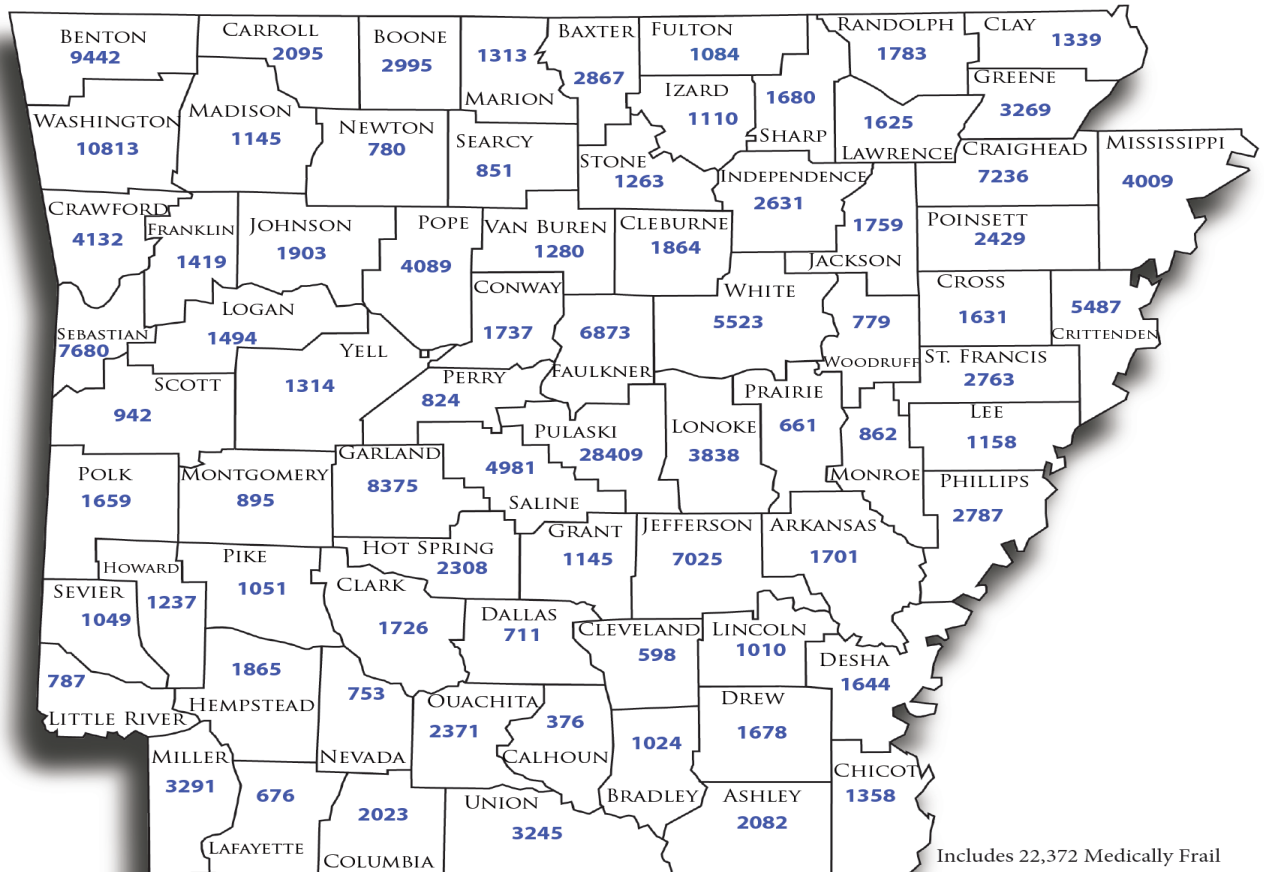 BENTON
9442
CARROLL
2095
BOONE
2995
1313
MARION
BAXTER
2867
FULTON
1084
RANDOLPH
1783
CLAY
1339
GREENE
3269
IZARD
1110
1680
SHARP
1625
LAWRENCE
WASHINGTON
10813
MADISON
1145
NEWTON
780
SEARCY
851
STONE
1263
INDEPENDENCE
2631
CRAIGHEAD
7236
MISSISSIPPI
4009
CRAWFORD
4132
FRANKLIN
1419
JOHNSON
1903
POPE
4089
VAN BUREN
1280
CLEBURNE
1864
1759
JACKSON
POINSETT
2429
CROSS
1631
5487
CRITTENDEN
SEBASTIAN
7680
LOGAN
1494
CONWAY
1737
6873
FAULKNER
WHITE
5523
779
WOODRUFF
ST. FRANCIS
2763
SCOTT
942
YELL
1314
PERRY
824
PULASKI
28409
LONOKE
3838
PRAIRIE
661
862
MONROE
LEE
1158
PHILLIPS
2787
POLK
1659
MONTGOMERY
895
GARLAND
8375
4981
SALINE
HOT SPRING
2308
GRANT
1145
JEFFERSON
7025
ARKANSAS
1701
HOWARD
1237
PIKE
1051
CLARK
1726
SEVIER
1049
DALLAS
711
CLEVELAND
598
LINCOLN
1010
DESHA
1644
787
LITTLE RIVER
1865
HEMPSTEAD
753
NEVADA
OUACHITA
2371
376
CALHOUN
1024
BRADLEY
DREW
1678
MILLER
3291
676
LAFAYETTE
2023
COLUMBIA
UNION
3245
ASHLEY
2082
CHICOT
1358
Includes 22,372 Medically Frail